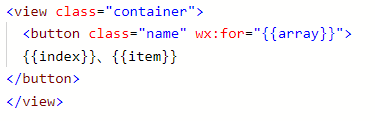 <view class="container">
<button class="name" wx:for="{{array}}">
{{index}}、{{item}}
</button>
</view>